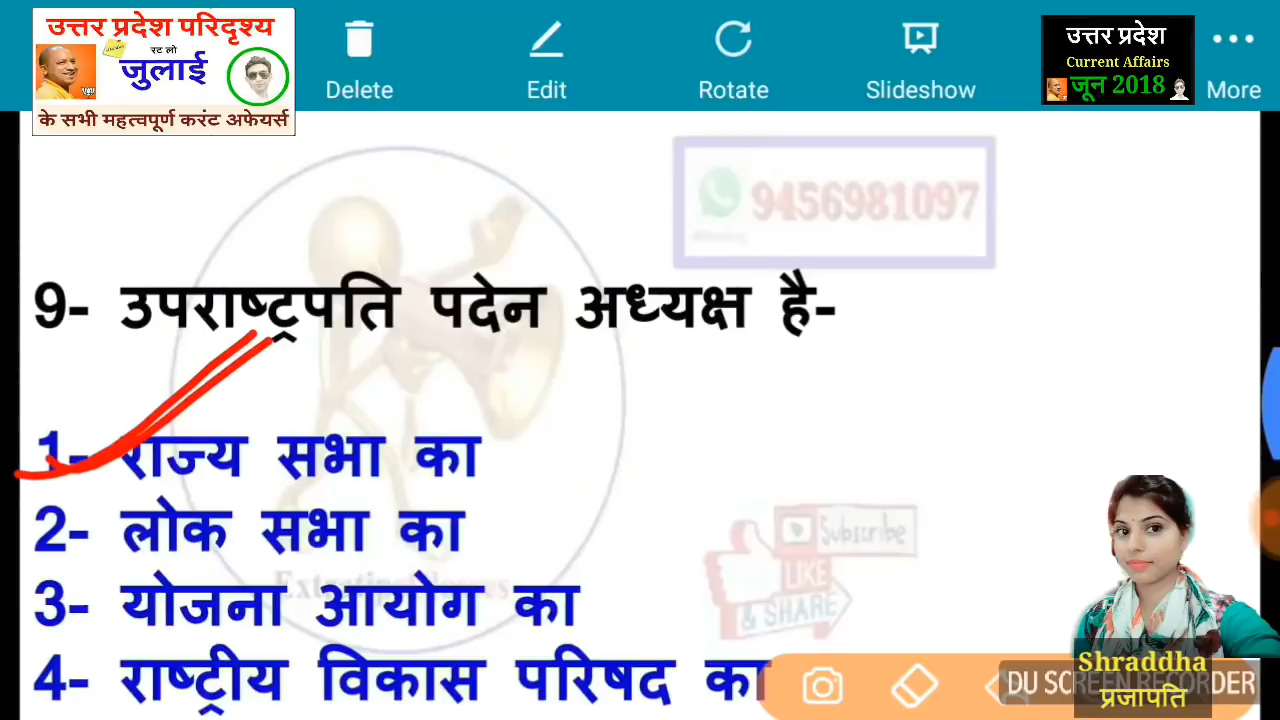 उत्तर प्रदेश परिदृश्य
रट लो
जुलाई
के सभी महत्वपूर्ण करंट अफेयर्स
Delete
Edit
Rotate
Slideshow
More
उत्तर प्रदेश
Current Affairs
जून 2018
9456981097
9- उपराष्ट्रपति पदेन अध्यक्ष है-
1- राज्य सभा का
2- लोक सभा का
3- योजना आयोग का
4- राष्ट्रीय विकास परिषद का
Subscribe
LIKE
& SHARE
Shraddha
प्रजापति
DU SCREEN RECORDER